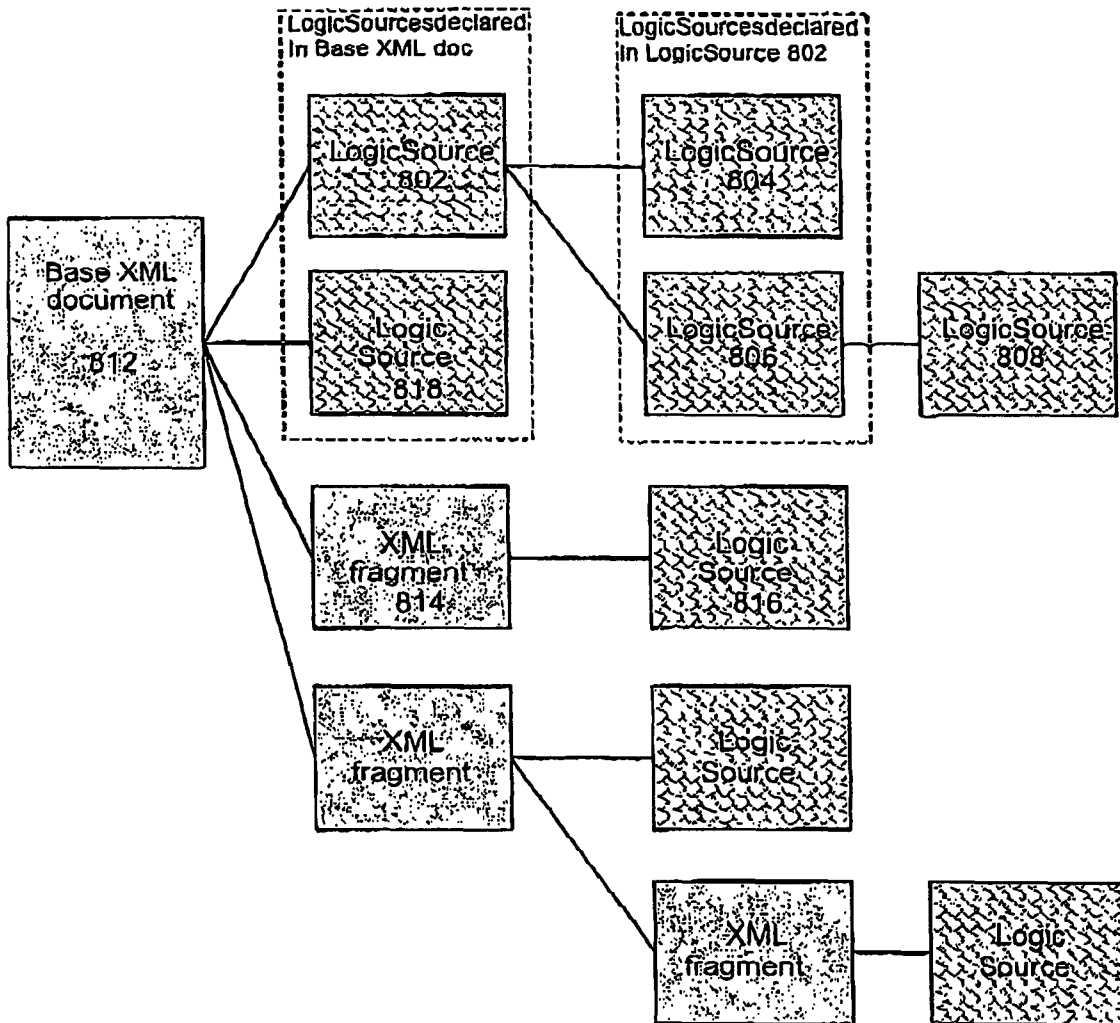 LogicSourcesdeclared
In Base XML doc
LogicSourcesdeclared
In LogicSource 802
LogicSource
802
LogicSource
804
Base XML
document
812
Logic
Source
818
LogicSource
806
LogicSource
808
XML
fragment
814
Logic
Source
816
XML
fragment
Logic
Source
XML
fragment
Logic
Source